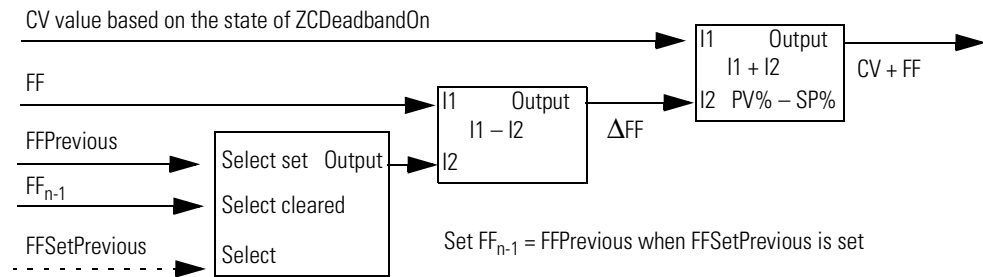 CV value based on the state of ZCDeadbandOn
I1 Output
I1 + I2
I2 PV% – SP%
CV + FF
FF
I1 Output
I1 – I2
I2
ΔFF
FFPrevious
Select set Output
FFn-1
Select cleared
FFSetPrevious
Select
Set FFn-1 = FFPrevious when FFSetPrevious is set